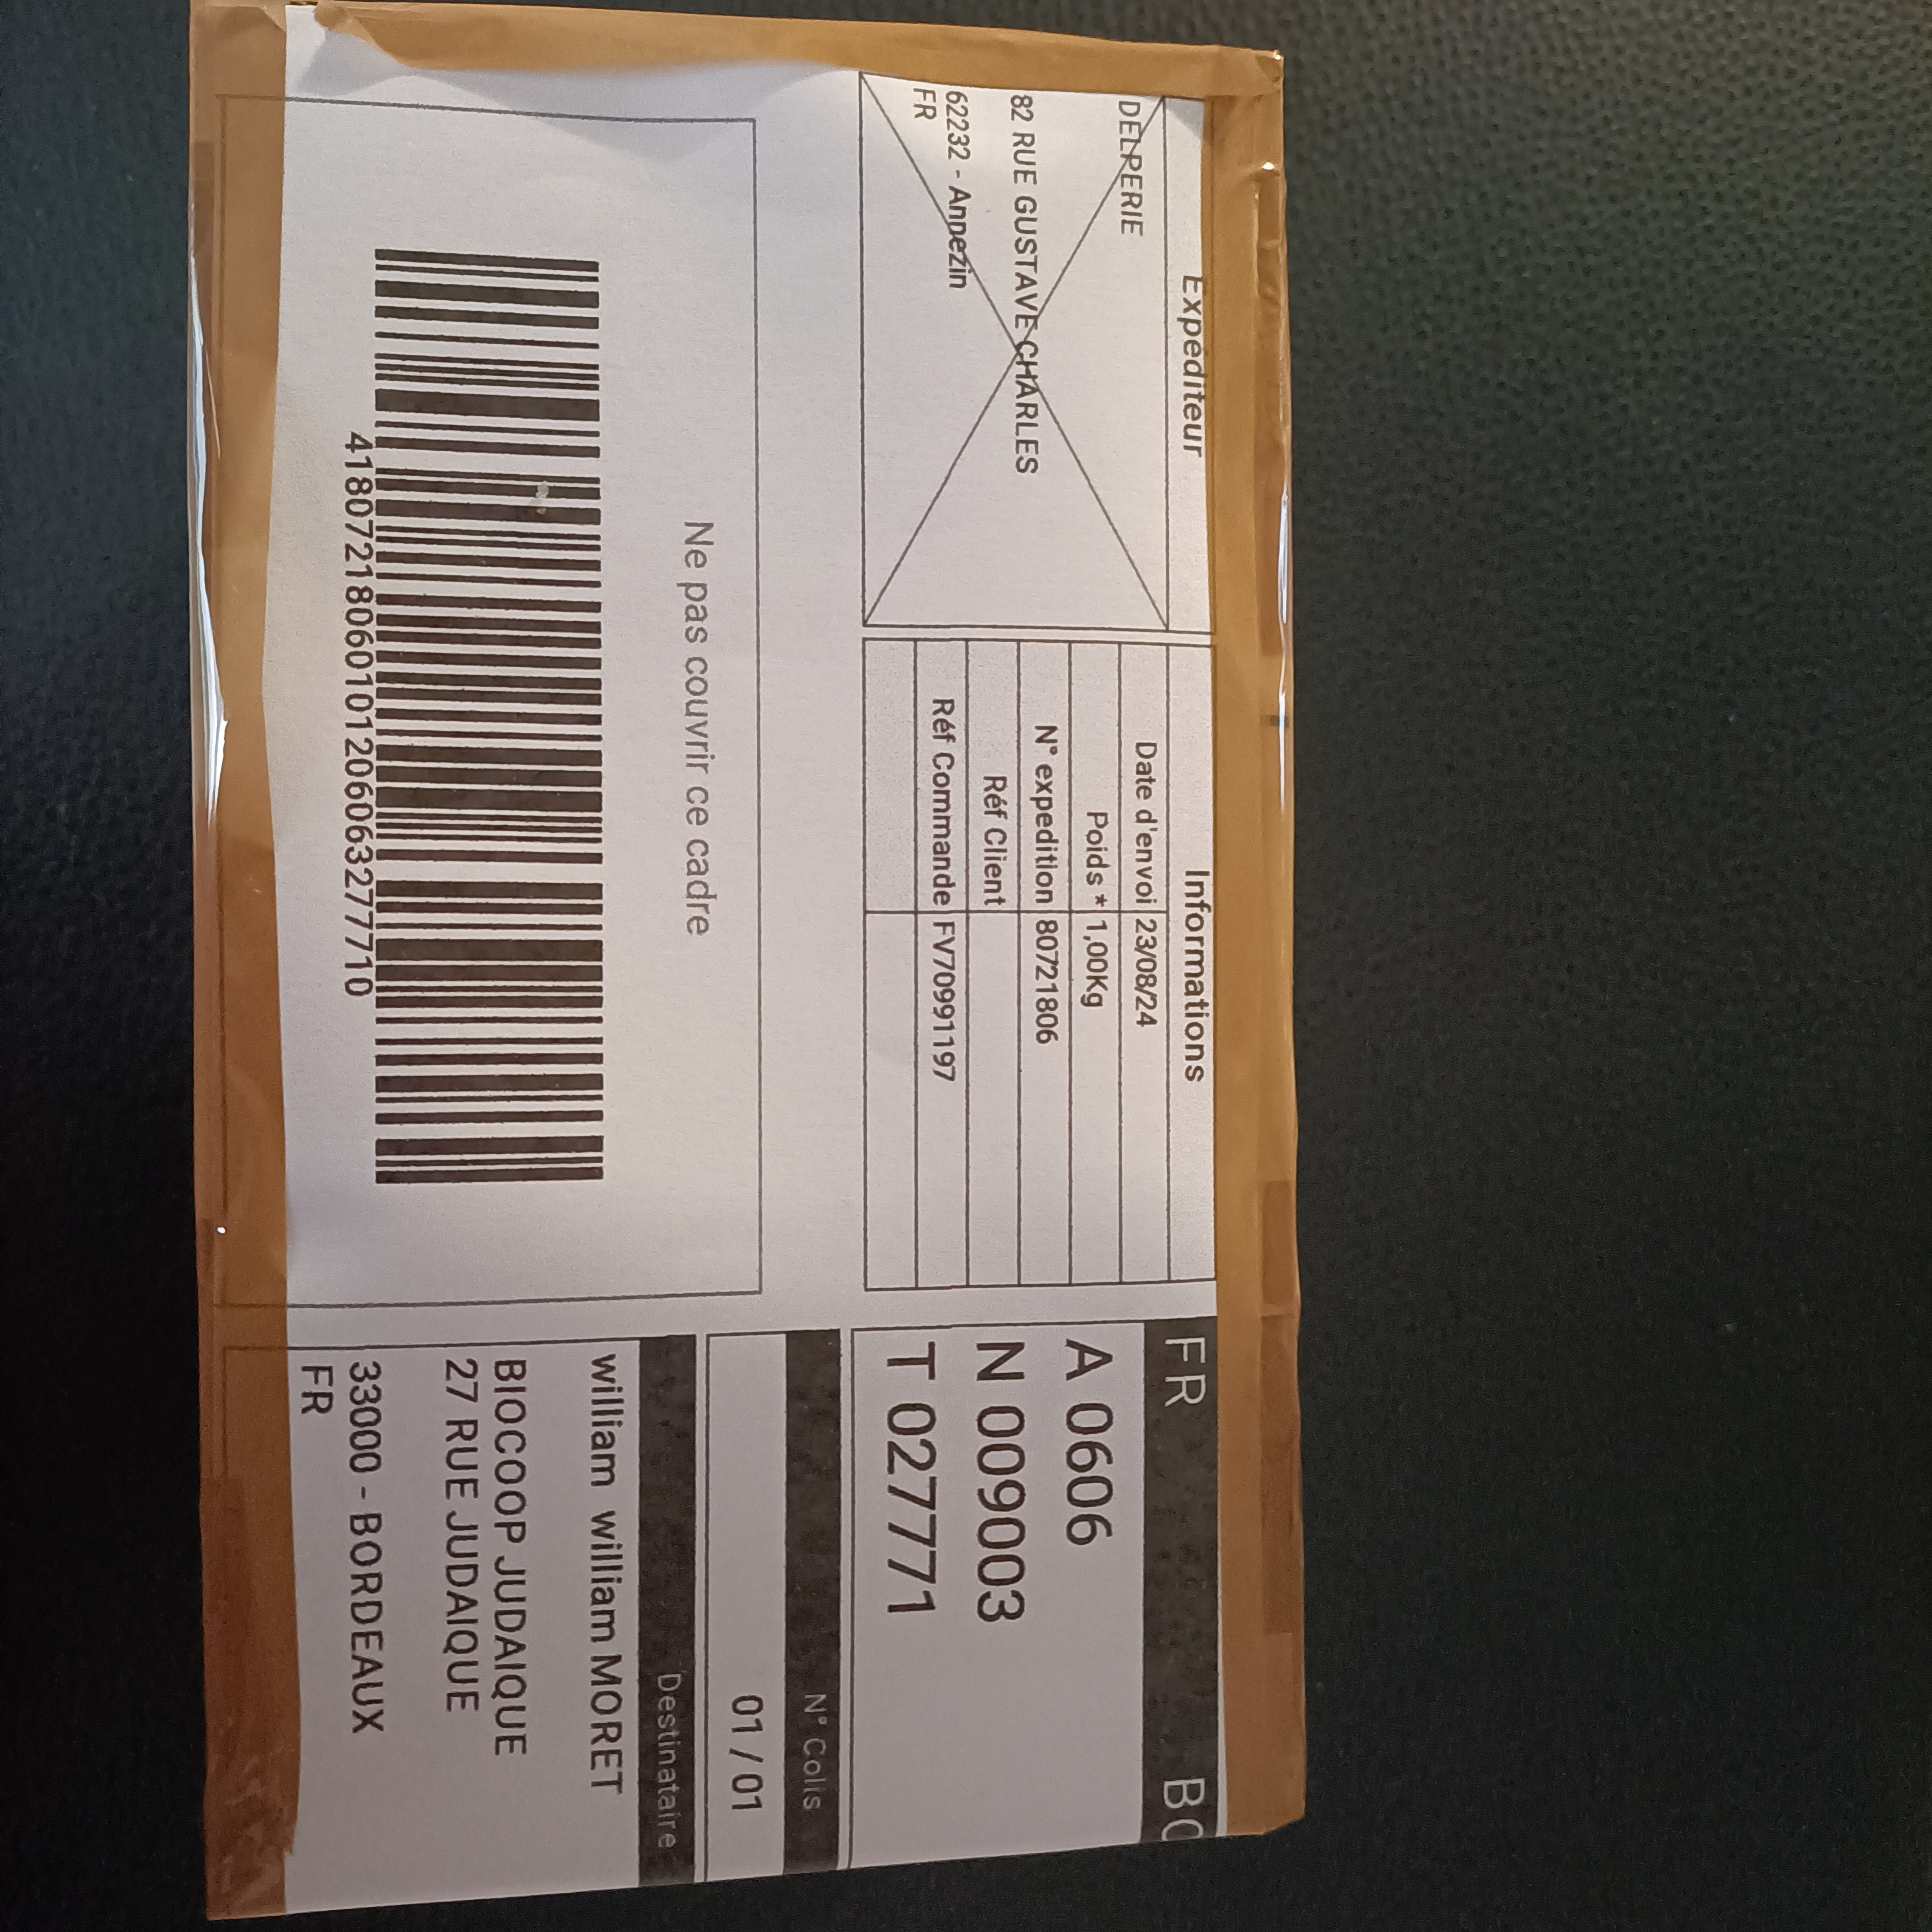 Expéditeur
DELPERIE
82 RUE GUSTAVE CHARLES
62232 - Annezin
FR
Informations
Date d'envoi 23/08/24
Poids * 1,00Kg
N° expedition 80721806
Réf Client
Réf Commande FV70991197
FR
A 0606
N 009003
T 027771
N° Colis
01 / 01
Destinataire
william william MORET
BIOCOOP JUDAIQUE
27 RUE JUDAIQUE
33000 - BORDEAUX
FR
Ne pas couvrir ce cadre
41807218060101206063277710